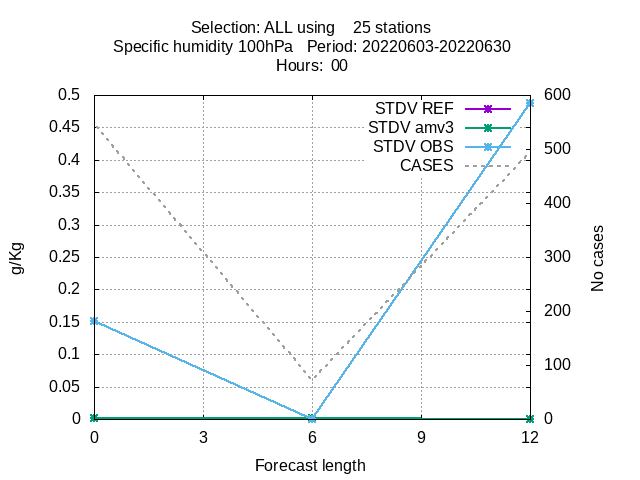 Selection: ALL using    25 stations
Specific humidity 100hPa   Period: 20220603-20220630
Hours:  00
STDV REF
STDV amv3
STDV OBS
CASES
0.5
0.45
0.4
0.35
0.3
0.25
0.2
0.15
0.1
0.05
0
g/Kg
600
500
400
300
200
100
0
No cases
0 3 6 9 12
Forecast length